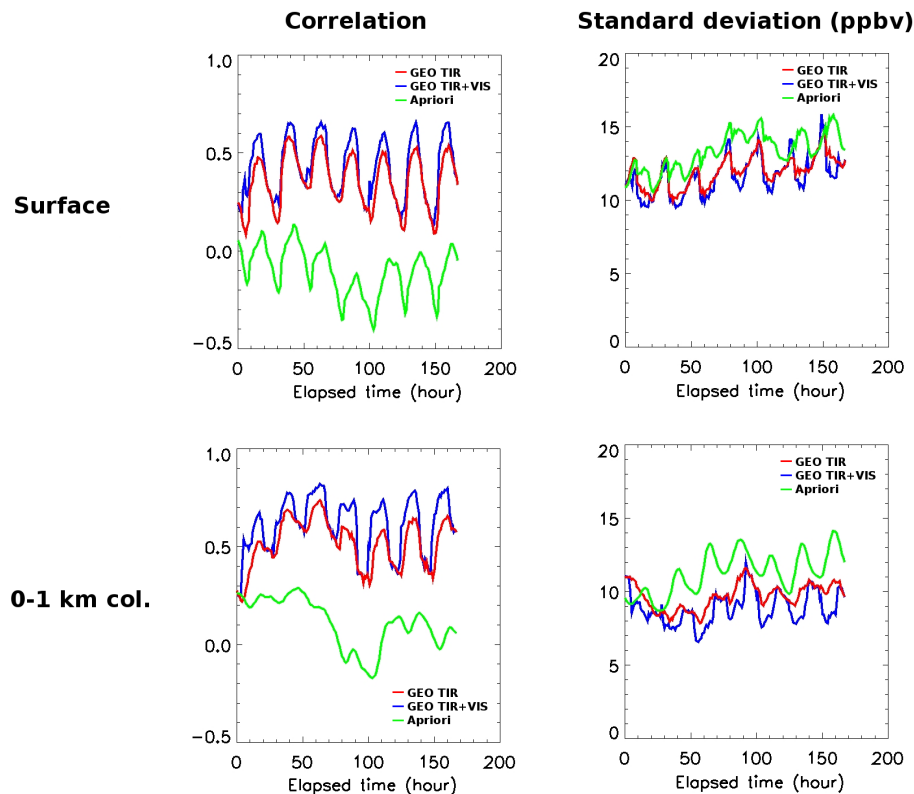 Correlation
Standard deviation (ppbv)
Surface
1.0
0.5
0.0
−0.5
0 50 100 150 200
Elapsed time (hour)
GEO TIR
GEO TIR+VIS
Apriori
20
15
10
5
0
0 50 100 150 200
Elapsed time (hour)
GEO TIR
GEO TIR+VIS
Apriori
0-1 km col.
1.0
0.5
0.0
−0.5
0 50 100 150 200
Elapsed time (hour)
GEO TIR
GEO TIR+VIS
Apriori
20
15
10
5
0
0 50 100 150 200
Elapsed time (hour)
GEO TIR
GEO TIR+VIS
Apriori